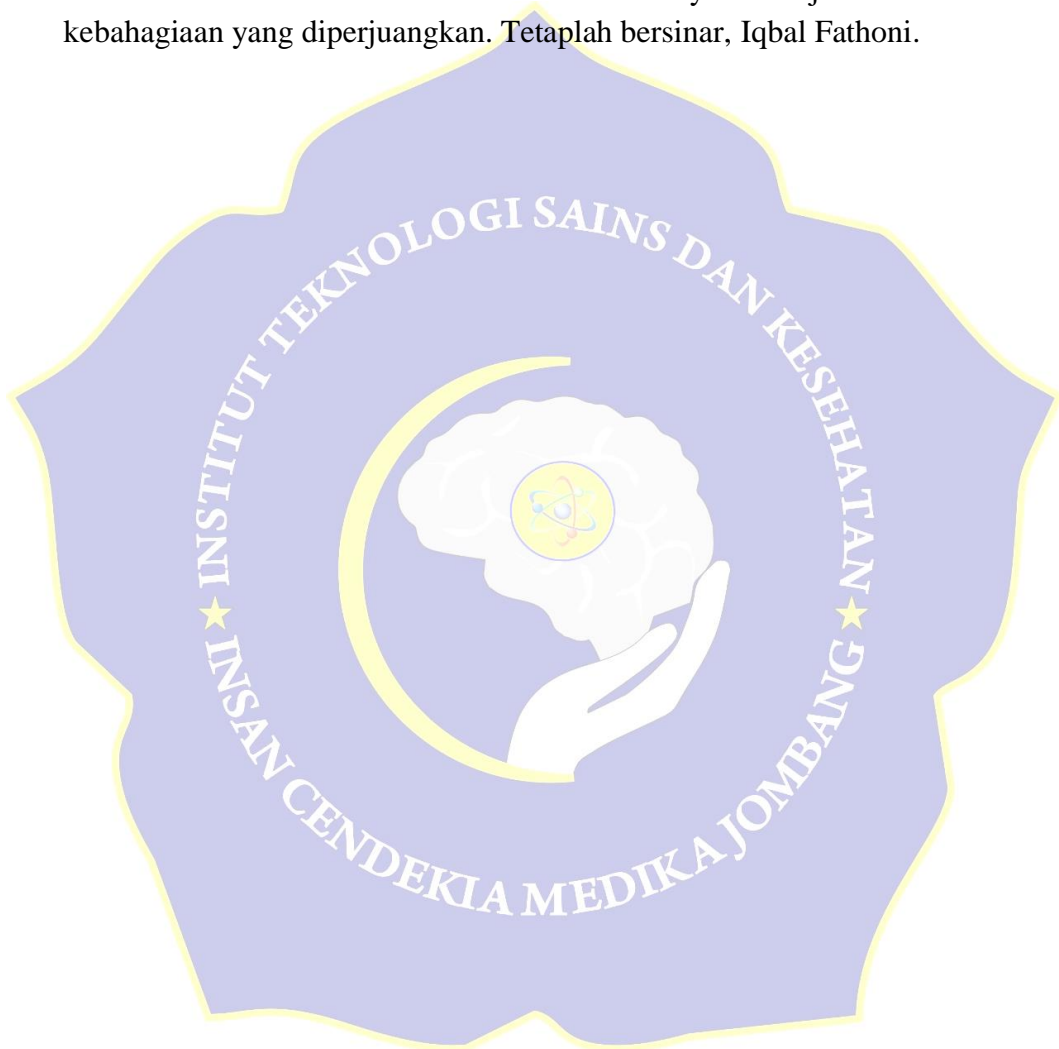 kebahagiaan yang diperjuangkan. Tetaplah bersinar, Iqbal Fathoni.
INSTITUT TEKNOLOGI SAINS DAN KESEHATAN
★ INSAN CENDEKIA MEDIKA JOMBANG ★